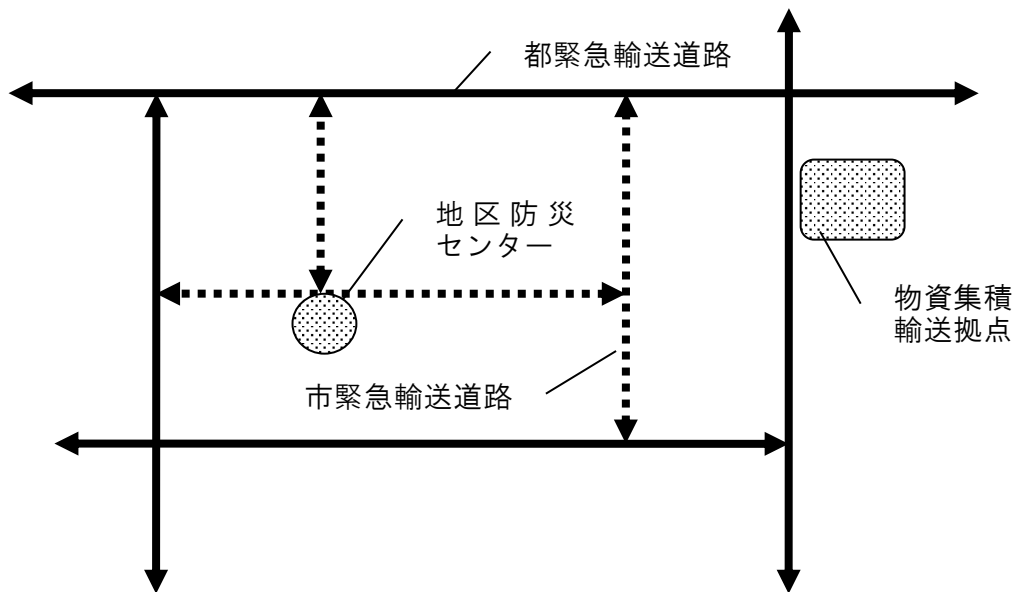 都緊急輸送道路
地区防災
センター
物資集積
輸送拠点
市緊急輸送道路